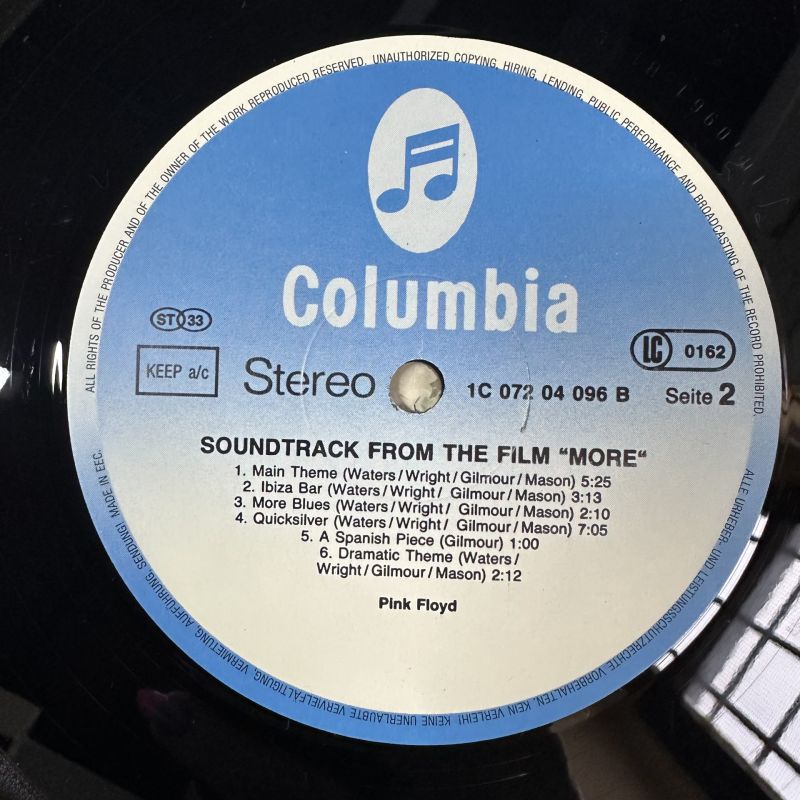 ALL RIGHTS OF THE PRODUCER AND OF THE OWNER OF THE WORK REPRODUCED RESERVED. UNAUTHORIZED COPYING, HIRING, LENDING, PUBLIC PERFORMANCE AND BROADCASTING OF THE RECORD PROHIBITED.
Columbia
ST 33
LC 0162
KEEP a/c
Stereo
1C 072 04 096 B
Seite 2
SOUNDTRACK FROM THE FILM "MORE"
1. Main Theme (Waters/Wright/Gilmour/Mason) 5:25
2. Ibiza Bar (Waters/Wright/ Gilmour/Mason) 3:13
3. More Blues (Waters/Wright/ Gilmour/Mason) 2:10
4. Quicksilver (Waters/Wright/ Gilmour/Mason) 7:05
5. A Spanish Piece (Gilmour) 1:00
6. Dramatic Theme (Waters/
Wright/Gilmour/Mason) 2:12
Pink Floyd
ALLE URHEBER- UND LEISTUNGSSCHUTZRECHTE VORBEHALTEN. KEIN VERLEIH! KEINE UNERLAUBTE VERVIELFÄLTIGUNG, VERMIETUNG, AUFFÜHRUNG, SENDUNG! MADE IN EEC.